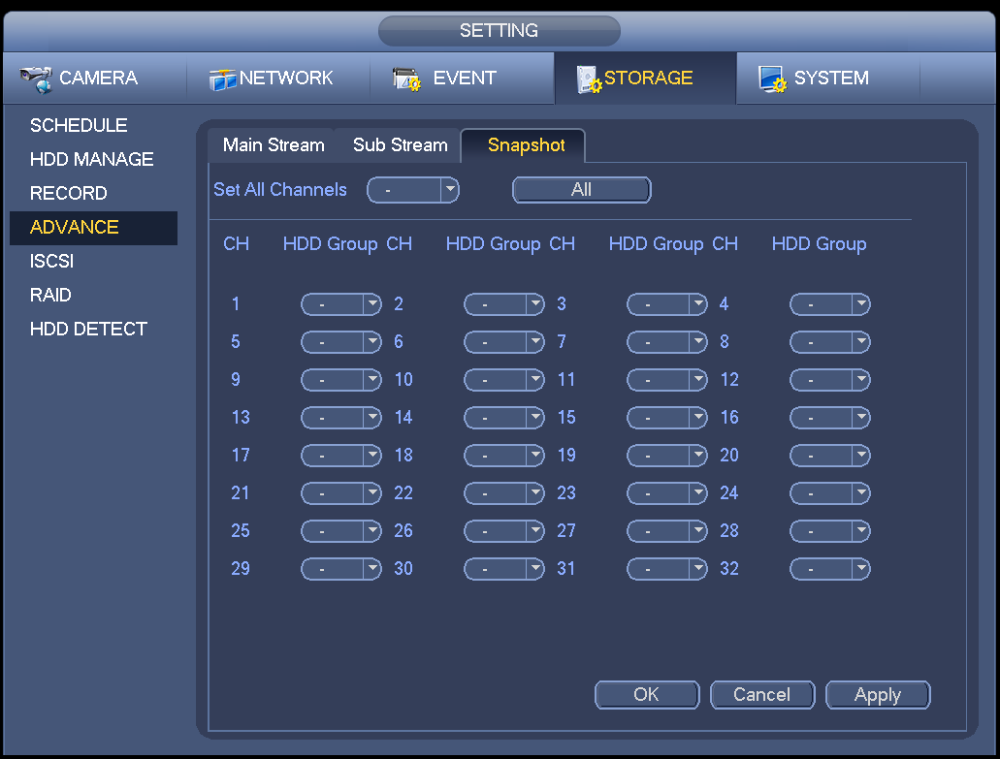 SETTING
CAMERA NETWORK EVENT STORAGE SYSTEM
SCHEDULE
HDD MANAGE
RECORD
ADVANCE
ISCSI
RAID
HDD DETECT
Main Stream Sub Stream Snapshot
Set All Channels - All
CH HDD Group CH HDD Group CH HDD Group CH HDD Group
1 - 2 - 3 - 4 -
5 - 6 - 7 - 8 -
9 - 10 - 11 - 12 -
13 - 14 - 15 - 16 -
17 - 18 - 19 - 20 -
21 - 22 - 23 - 24 -
25 - 26 - 27 - 28 -
29 - 30 - 31 - 32 -
OK Cancel Apply